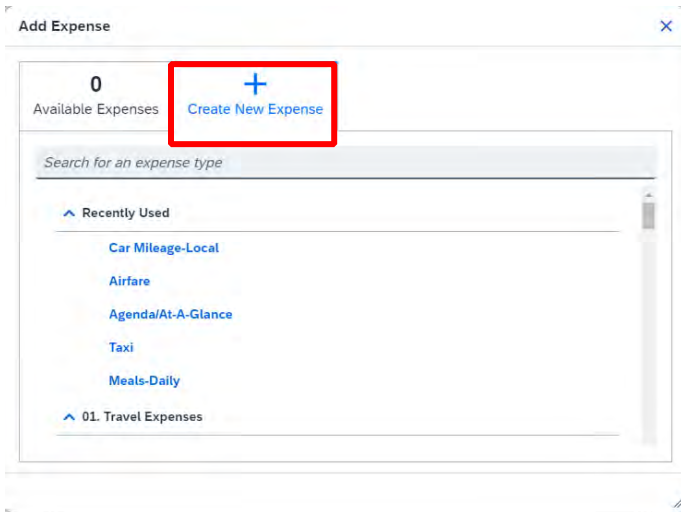 Add Expense
0
Available Expenses
Create New Expense
Search for an expense type
Recently Used
Car Mileage-Local
Airfare
Agenda/At-A-Glance
Taxi
Meals-Daily
01. Travel Expenses